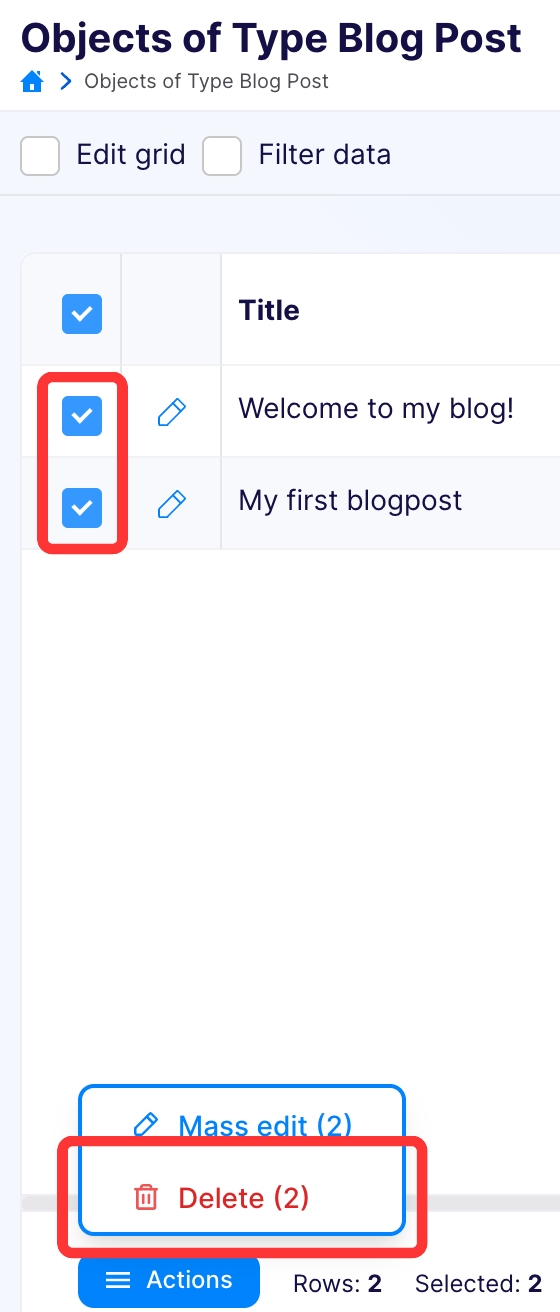 Objects of Type Blog Post
Objects of Type Blog Post
Edit grid Filter data
Title
Welcome to my blog!
My first blogpost
Mass edit (2)
Delete (2)
Actions Rows: 2 Selected: 2